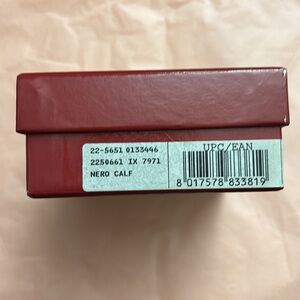 22-5651 0133446
2250661 IX 7971
NERO CALF
UPC/EAN
8 017578 833819